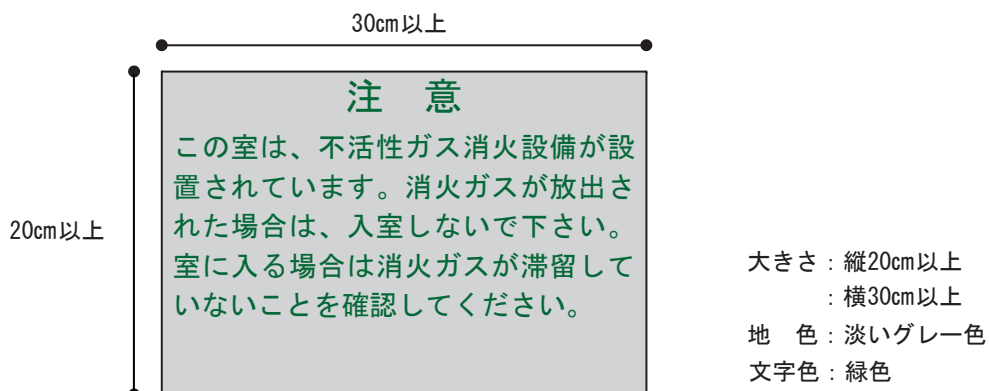 30㎝以上
20㎝以上
注　意
この室は、不活性ガス消火設備が設
置されています。消火ガスが放出さ
れた場合は、入室しないで下さい。
室に入る場合は消火ガスが滞留して
いないことを確認してください。
大きさ：縦20㎝以上
：横30㎝以上
地　色：淡いグレー色
文字色：緑色